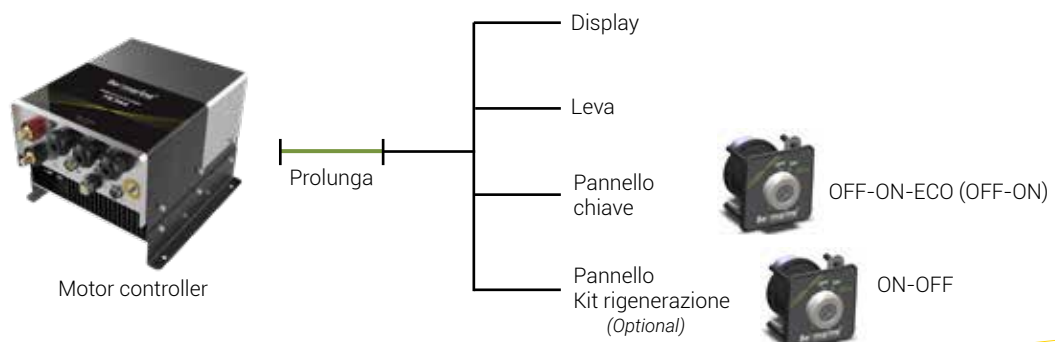 Display
Leva
Prolunga
Pannello
chiave
OFF-ON-ECO (OFF-ON)
Motor controller
Pannello
Kit rigenerazione
(Optional)
ON-OFF